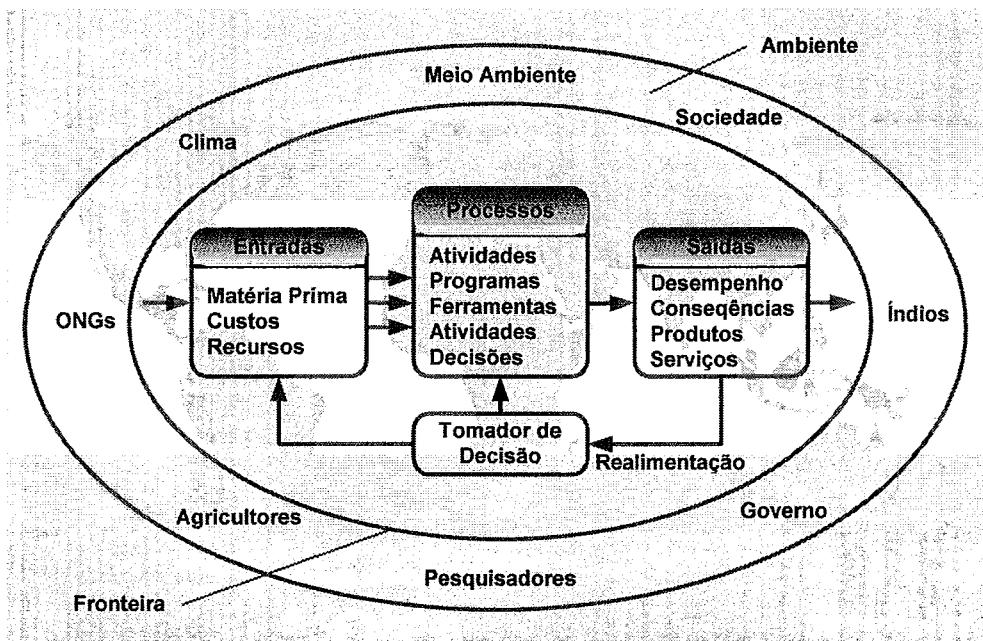 Ambiente
Meio Ambiente
Sociedade
Clima
Processos
Entradas
Saídas
Atividades
Programas
Ferramentas
Atividades
Decisões
Matéria Prima
Custos
Recursos
Desempenho
Conseqências
Produtos
Serviços
ONGs
Índios
Tomador de
Decisão
Realimentação
Agricultores
Governo
Pesquisadores
Fronteira